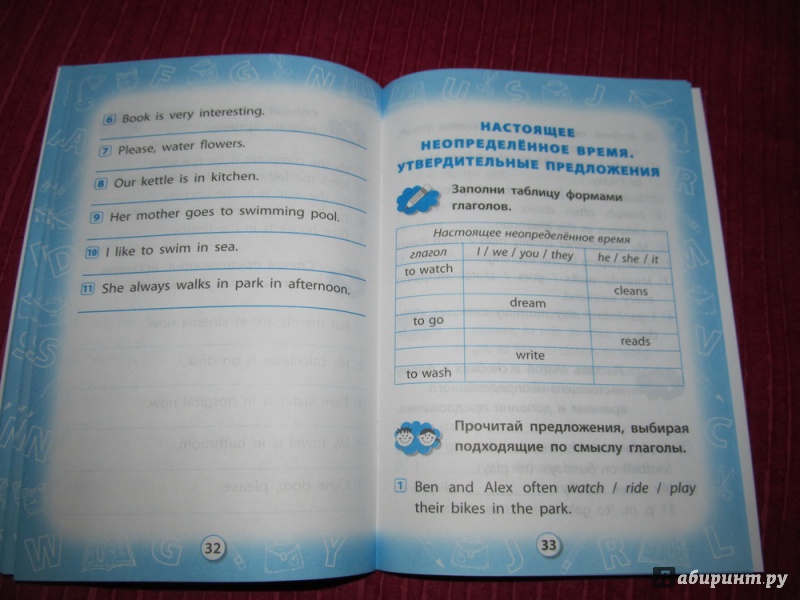 6 Book is very interesting.
7 Please, water flowers.
8 Our kettle is in kitchen.
9 Her mother goes to swimming pool.
10 I like to swim in sea.
11 She always walks in park in afternoon.
32
НАСТОЯЩЕЕ
НЕОПРЕДЕЛЁННОЕ ВРЕМЯ.
УТВЕРДИТЕЛЬНЫЕ ПРЕДЛОЖЕНИЯ
Заполни таблицу формами
глаголов.
Настоящее неопределённое время
глагол I / we / you / they he / she / it
to watch
cleans
dream
to go
reads
write
to wash
Прочитай предложения, выбирая
подходящие по смыслу глаголы.
1 Ben and Alex often watch / ride / play
their bikes in the park.
33
Лабиринт.ру